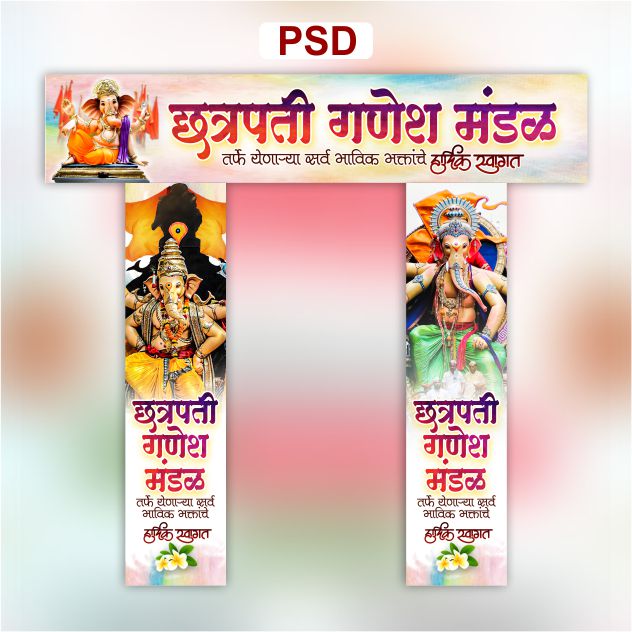 PSD
छत्रपती गणेश मंडळ
तर्फे येणाऱ्या सर्व भाविक भक्तांचे हार्दिक स्वागत
छत्रपती
गणेश
मंडळ
तर्फे येणाऱ्या सर्व
भाविक भक्तांचे
हार्दिक स्वागत
छत्रपती
गणेश
मंडळ
तर्फे येणाऱ्या सर्व
भाविक भक्तांचे
हार्दिक स्वागत